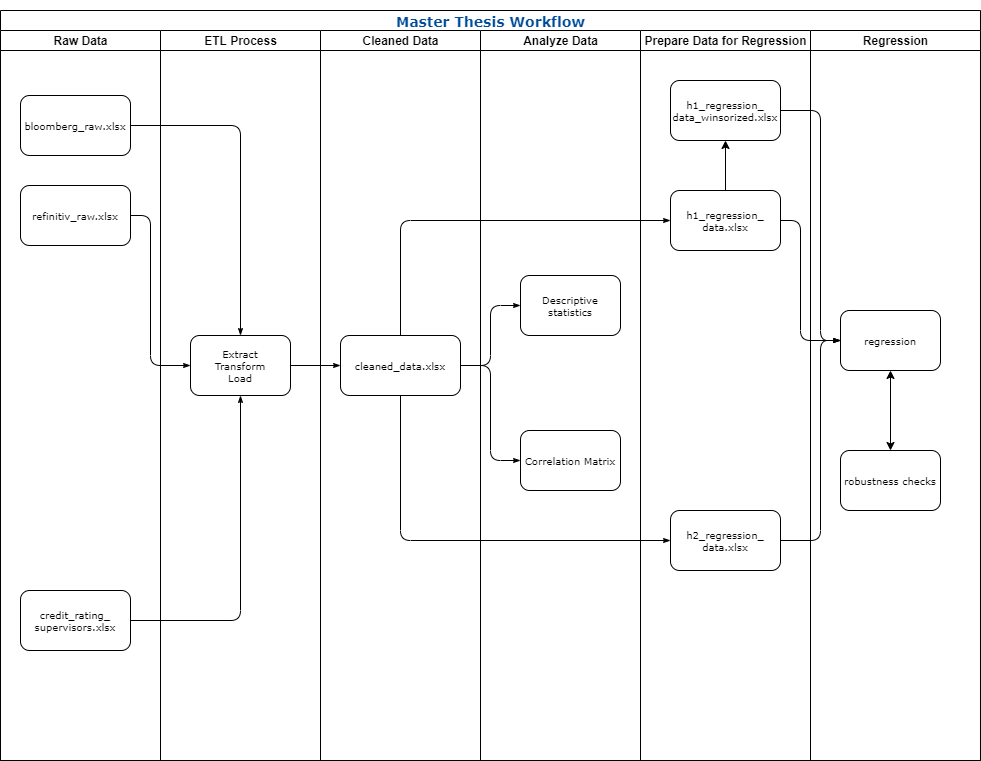 Master Thesis Workflow
Raw Data
ETL Process
Cleaned Data
Analyze Data
Prepare Data for Regression
Regression
bloomberg_raw.xlsx
refinitiv_raw.xlsx
credit_rating_
supervisors.xlsx
Extract
Transform
Load
cleaned_data.xlsx
Descriptive
statistics
Correlation Matrix
h1_regression_
data_winsorized.xlsx
h1_regression_
data.xlsx
h2_regression_
data.xlsx
regression
robustness checks